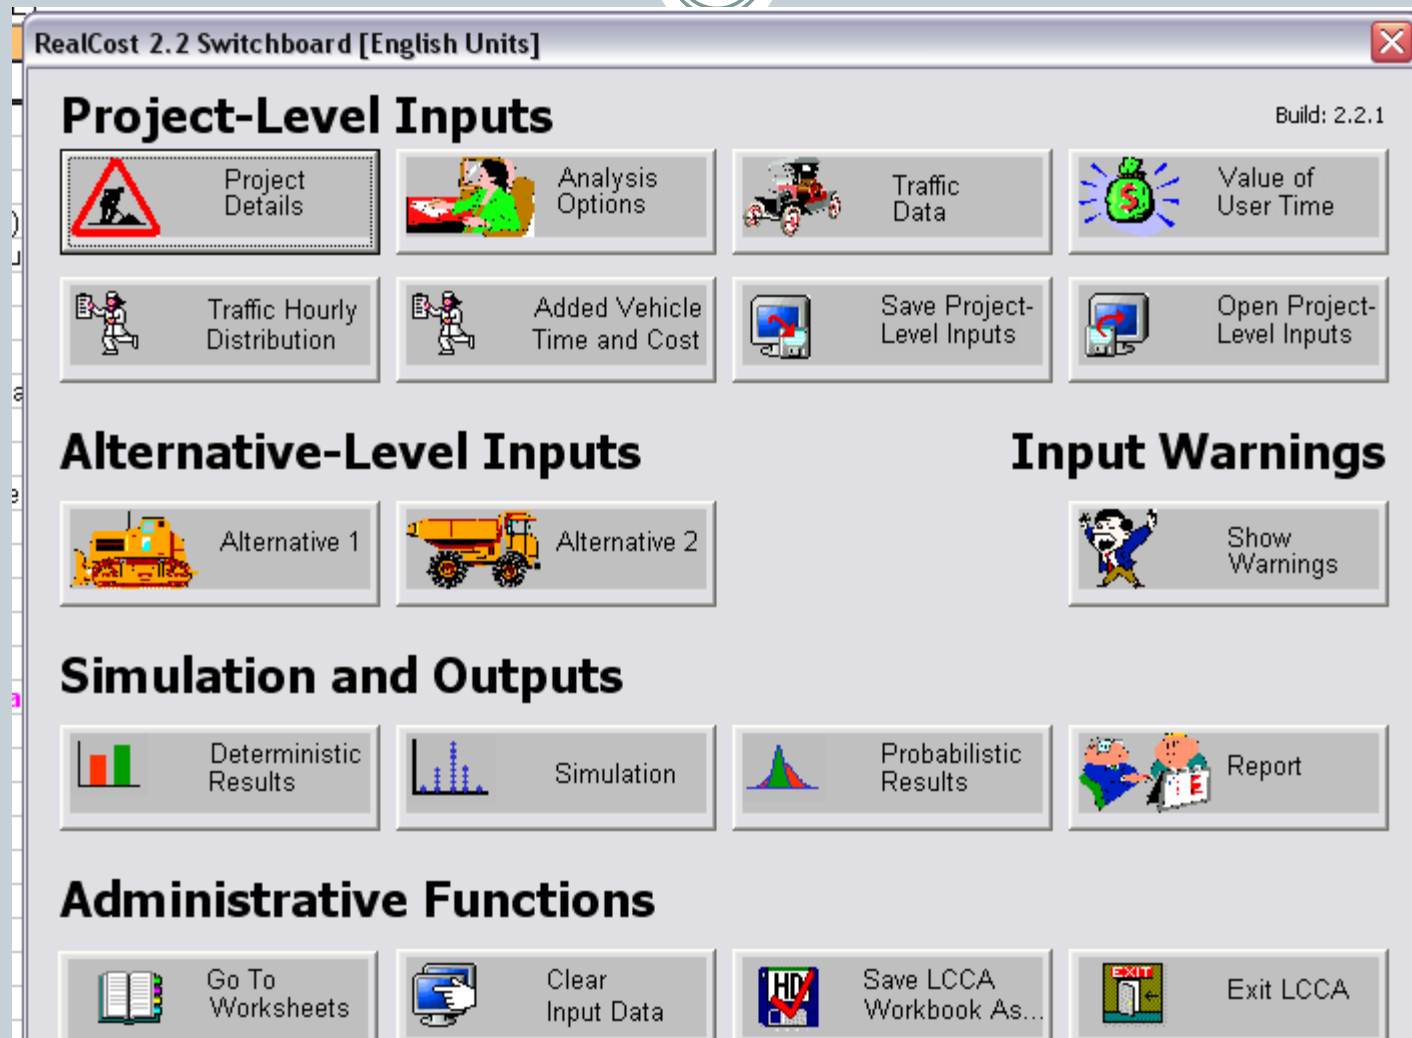 RealCost 2.2 Switchboard [English Units]
Project-Level Inputs
Build: 2.2.1
Project
Details
Analysis
Options
Traffic
Data
Value of
User Time
Traffic Hourly
Distribution
Added Vehicle
Time and Cost
Save Project-
Level Inputs
Open Project-
Level Inputs
Alternative-Level Inputs
Input Warnings
Alternative 1
Alternative 2
Show
Warnings
Simulation and Outputs
Deterministic
Results
Simulation
Probabilistic
Results
Report
Administrative Functions
Go To
Worksheets
Clear
Input Data
HD
Save LCCA
Workbook As...
EXIT
Exit LCCA